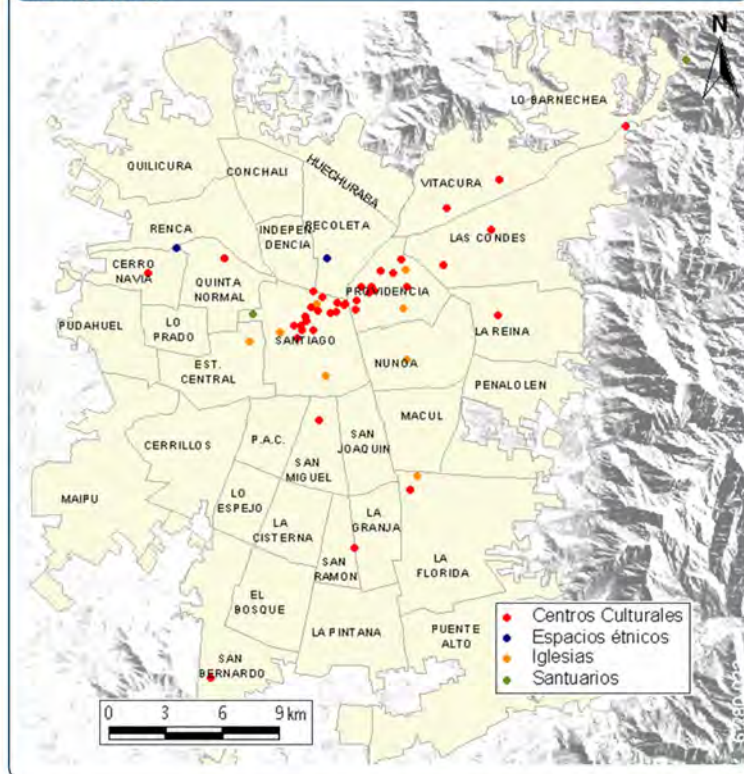 N
LO BARNECHEA
QUILICURA
CONCHALI
HUECHURABA
VITACURA
RENCA
INDEPEN
DENCIA
RECOLETA
LAS CONDES
CERRO
NAVIA
QUINTA
NORMAL
PROVIDENCIA
PUDAHUEL
LO
PRADO
SANTIAGO
LA REINA
EST.
CENTRAL
NUNOA
PENALOLEN
MACUL
CERRILLOS
P.A.C.
SAN
JOAQUIN
SAN
MIGUEL
MAIPU
LO
ESPEJO
LA
CISTERNA
LA
GRANJA
SAN
RAMON
LA
FLORIDA
EL
BOSQUE
LA PINTANA
PUENTE
ALTO
SAN
BERNARDO
Centros Culturales
Espacios étnicos
Iglesias
Santuarios
0 3 6 9 km